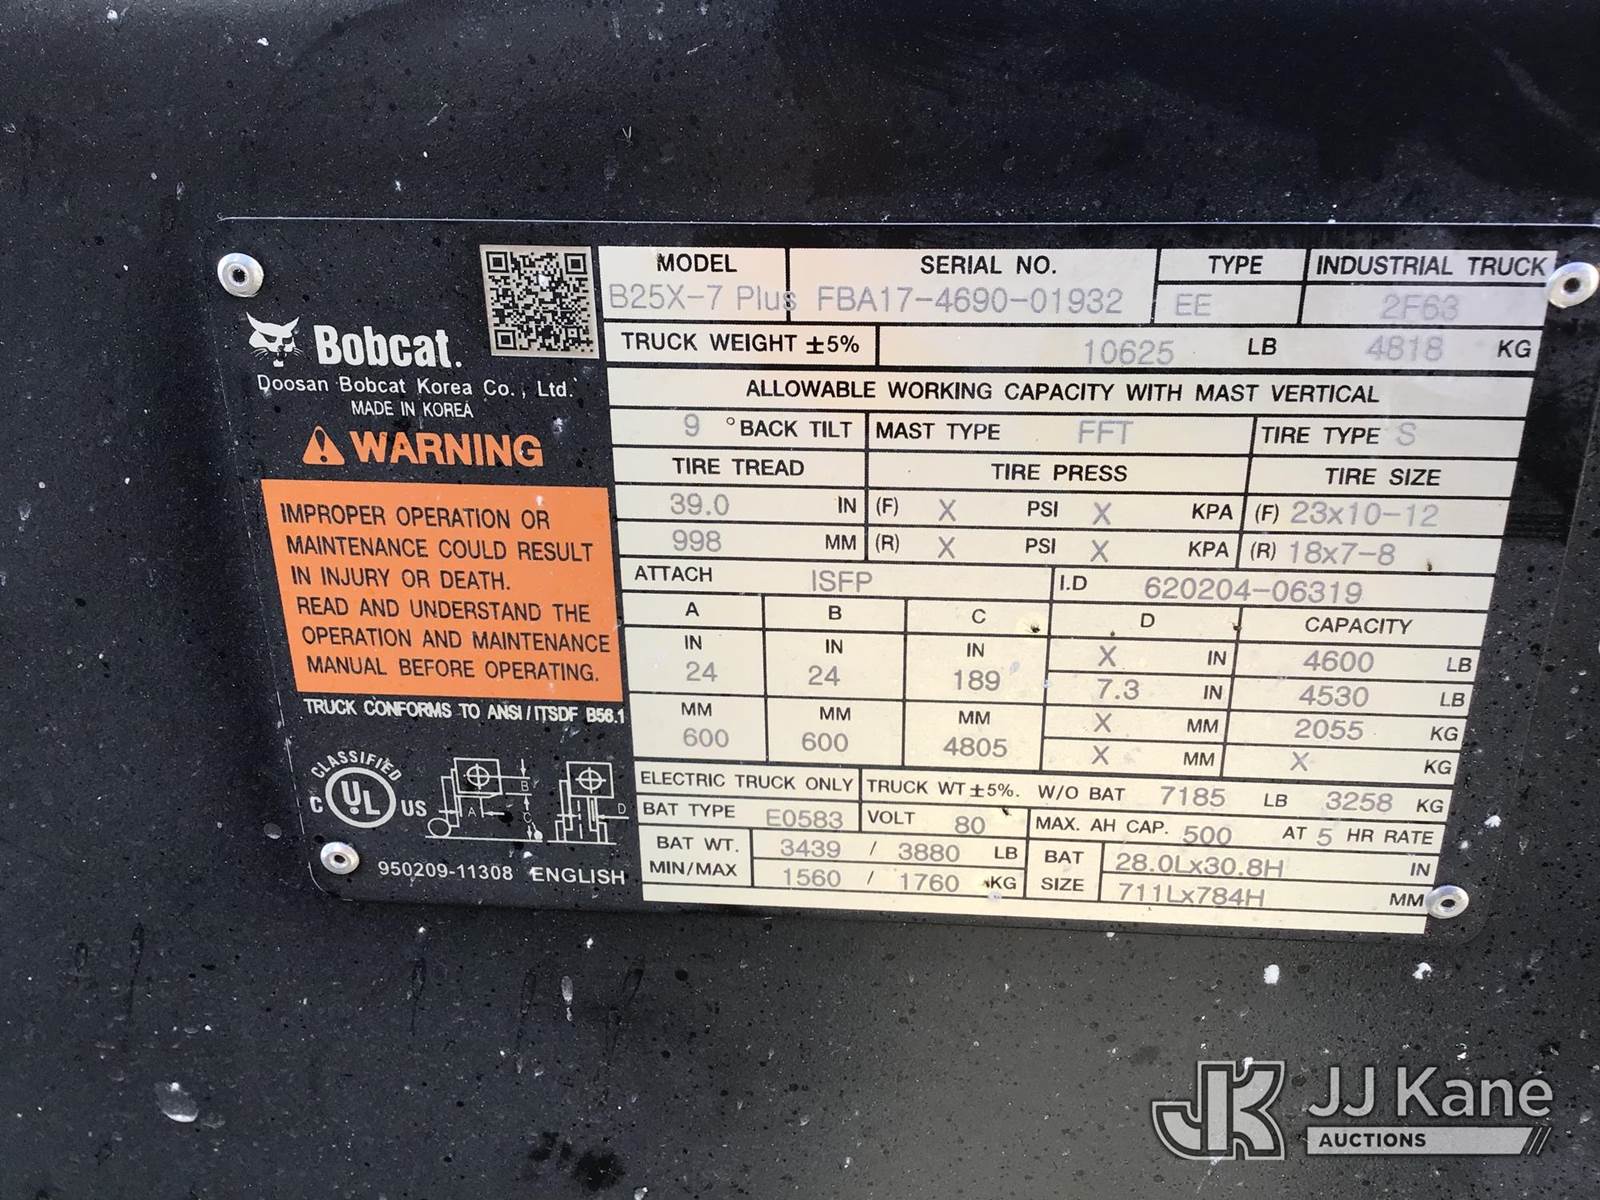 Bobcat.
Doosan Bobcat Korea Co., Ltd.
MADE IN KOREA
WARNING
IMPROPER OPERATION OR
MAINTENANCE COULD RESULT
IN INJURY OR DEATH.
READ AND UNDERSTAND THE
OPERATION AND MAINTENANCE
MANUAL BEFORE OPERATING.
TRUCK CONFORMS TO ANSI/ITSDF B56.1
CLASSIFIED
C UL US
A B C D
950209-11308 ENGLISH
MODEL SERIAL NO. TYPE INDUSTRIAL TRUCK
B25X-7 Plus FBA17-4690-01932 EE 2F63
TRUCK WEIGHT ±5% 10625 LB 4818 KG
ALLOWABLE WORKING CAPACITY WITH MAST VERTICAL
9 °BACK TILT MAST TYPE FFT TIRE TYPE S
TIRE TREAD TIRE PRESS TIRE SIZE
39.0 IN (F) X PSI X KPA (F) 23x10-12
998 MM (R) X PSI X KPA (R) 18x7-8
ATTACH ISFP I.D 620204-06319
A B C D CAPACITY
IN IN IN X IN 4600 LB
24 24 189 7.3 IN 4530 LB
MM MM MM X MM 2055 KG
600 600 4805 X MM X KG
ELECTRIC TRUCK ONLY TRUCK WT ±5%. W/O BAT 7185 LB 3258 KG
BAT TYPE E0583 VOLT 80 MAX. AH CAP. 500 AT 5 HR RATE
BAT WT. 3439 / 3880 LB BAT 28.0Lx30.8H IN
MIN/MAX 1560 / 1760 KG SIZE 711Lx784H MM
JK JJ Kane
AUCTIONS